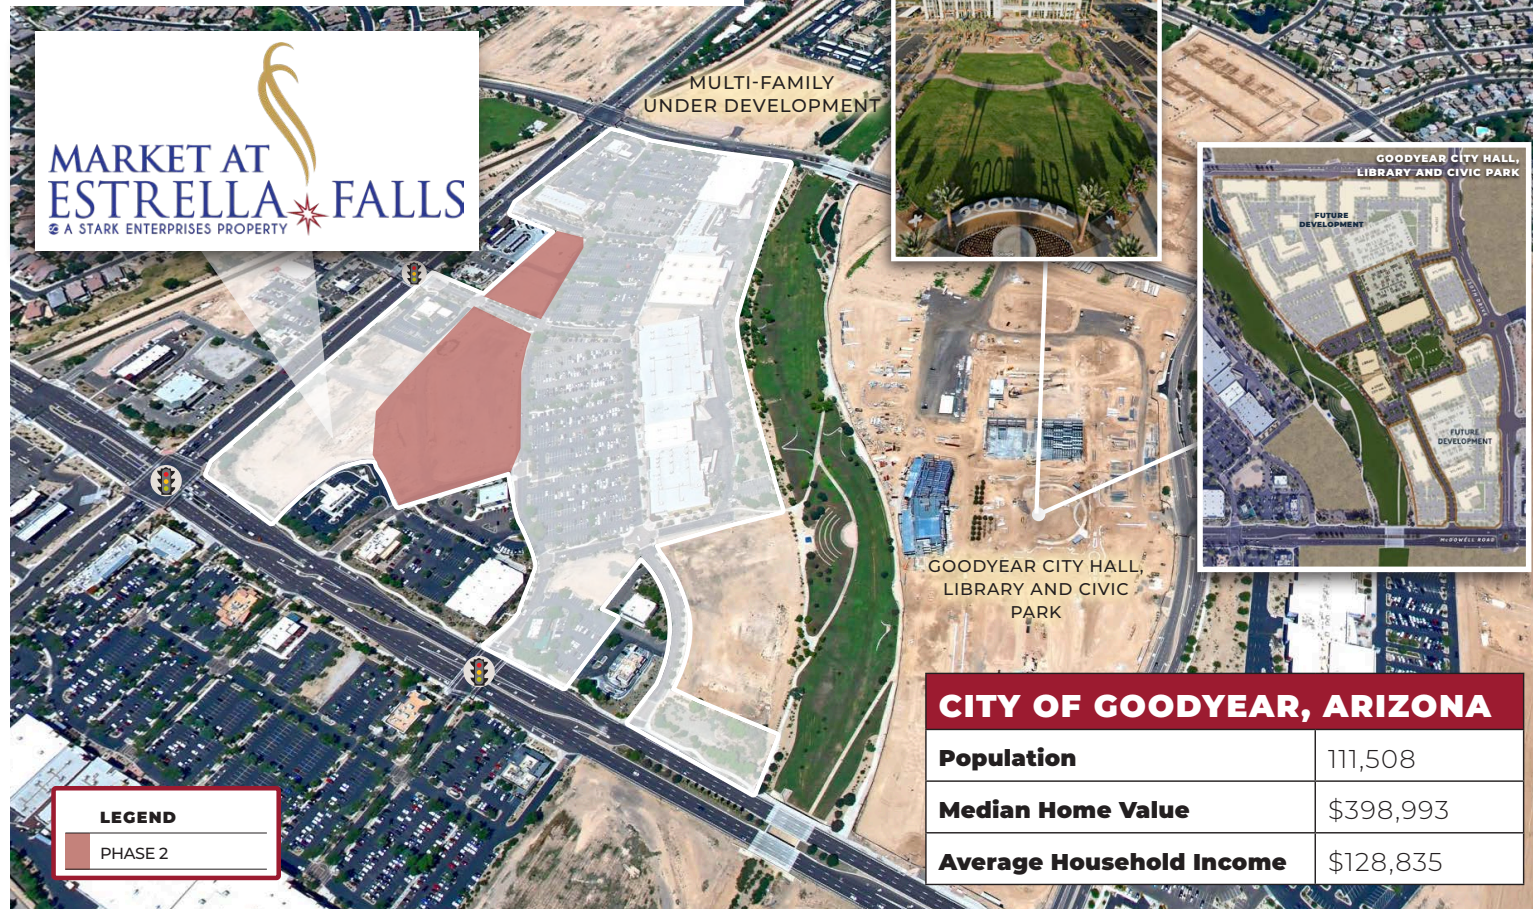 MARKET AT
ESTRELLA FALLS
A STARK ENTERPRISES PROPERTY
MULTI-FAMILY
UNDER DEVELOPMENT
GOODYEAR
GOODYEAR
GOODYEAR CITY HALL,
LIBRARY AND CIVIC PARK
FUTURE
DEVELOPMENT
FUTURE
DEVELOPMENT
McDOWELL ROAD
GOODYEAR CITY HALL,
LIBRARY AND CIVIC
PARK
CITY OF GOODYEAR, ARIZONA
Population 111,508
Median Home Value $398,993
Average Household Income $128,835
LEGEND
PHASE 2